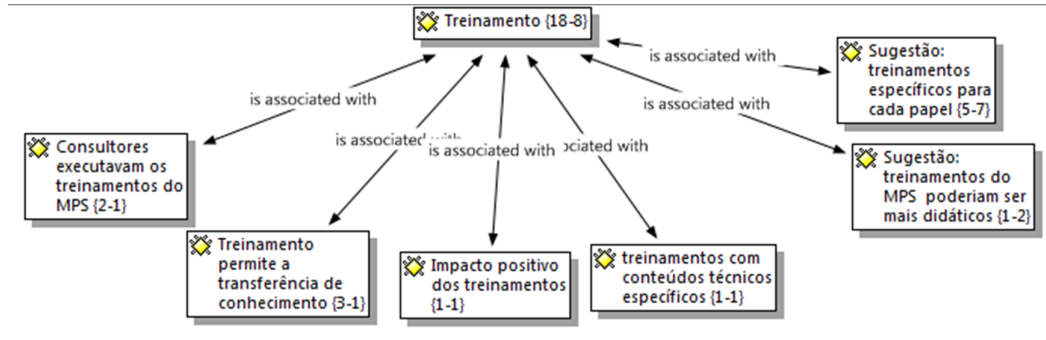 Treinamento {18-8}
is associated with
Sugestão:
treinamentos
específicos para
cada papel {5-7}
is associated with
is associated with
is associated
is associated with
ociated with
Consultores
executavam os
treinamentos do
MPS {2-1}
Sugestão:
treinamentos do
MPS poderiam ser
mais didáticos {1-2}
Treinamento
permite a
transferência de
conhecimento {3-1}
Impacto positivo
dos treinamentos
{1-1}
treinamentos com
conteúdos técnicos
específicos {1-1}